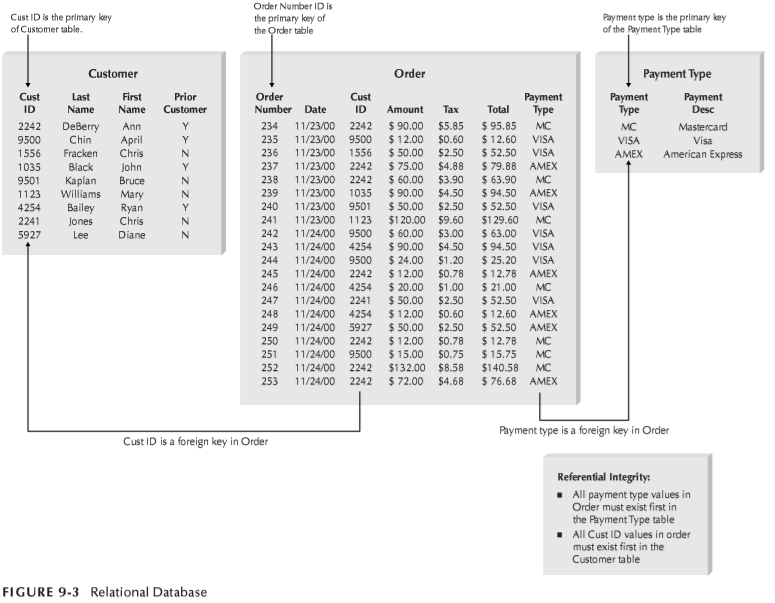 Cust ID is the primary key
of Customer table.
Order Number ID is
the primary key of
the Order table
Payment type is the primary key
of the Payment Type table
Customer
Cust ID Last Name First Name Prior Customer
2242 DeBerry Ann Y
9500 Chin April Y
1556 Fracken Chris N
1035 Black John Y
9501 Kaplan Bruce N
1123 Williams Mary N
4254 Bailey Ryan Y
2241 Jones Chris N
5927 Lee Diane N
Order
Order Number Date Cust ID Amount Tax Total Payment Type
234 11/23/00 2242 $ 90.00 $5.85 $ 95.85 MC
235 11/23/00 9500 $ 12.00 $0.60 $ 12.60 VISA
236 11/23/00 1556 $ 50.00 $2.50 $ 52.50 VISA
237 11/23/00 2242 $ 75.00 $4.88 $ 79.88 AMEX
238 11/23/00 2242 $ 60.00 $3.90 $ 63.90 MC
239 11/23/00 1035 $ 90.00 $4.50 $ 94.50 AMEX
240 11/23/00 9501 $ 50.00 $2.50 $ 52.50 VISA
241 11/23/00 1123 $120.00 $9.60 $129.60 MC
242 11/24/00 9500 $ 60.00 $3.00 $ 63.00 VISA
243 11/24/00 4254 $ 90.00 $4.50 $ 94.50 VISA
244 11/24/00 9500 $ 24.00 $1.20 $ 25.20 VISA
245 11/24/00 2242 $ 12.00 $0.78 $ 12.78 AMEX
246 11/24/00 4254 $ 20.00 $1.00 $ 21.00 MC
247 11/24/00 2241 $ 50.00 $2.50 $ 52.50 VISA
248 11/24/00 4254 $ 12.00 $0.60 $ 12.60 AMEX
249 11/24/00 5927 $ 50.00 $2.50 $ 52.50 AMEX
250 11/24/00 2242 $ 12.00 $0.78 $ 12.78 MC
251 11/24/00 9500 $ 15.00 $0.75 $ 15.75 MC
252 11/24/00 2242 $132.00 $8.58 $140.58 MC
253 11/24/00 2242 $ 72.00 $4.68 $ 76.68 AMEX
Payment Type
Payment Type Payment Desc
MC Mastercard
VISA Visa
AMEX American Express
Cust ID is a foreign key in Order
Payment type is a foreign key in Order
Referential Integrity:
■ All payment type values in
Order must exist first in
the Payment Type table
■ All Cust ID values in order
must exist first in the
Customer table
FIGURE 9-3 Relational Database